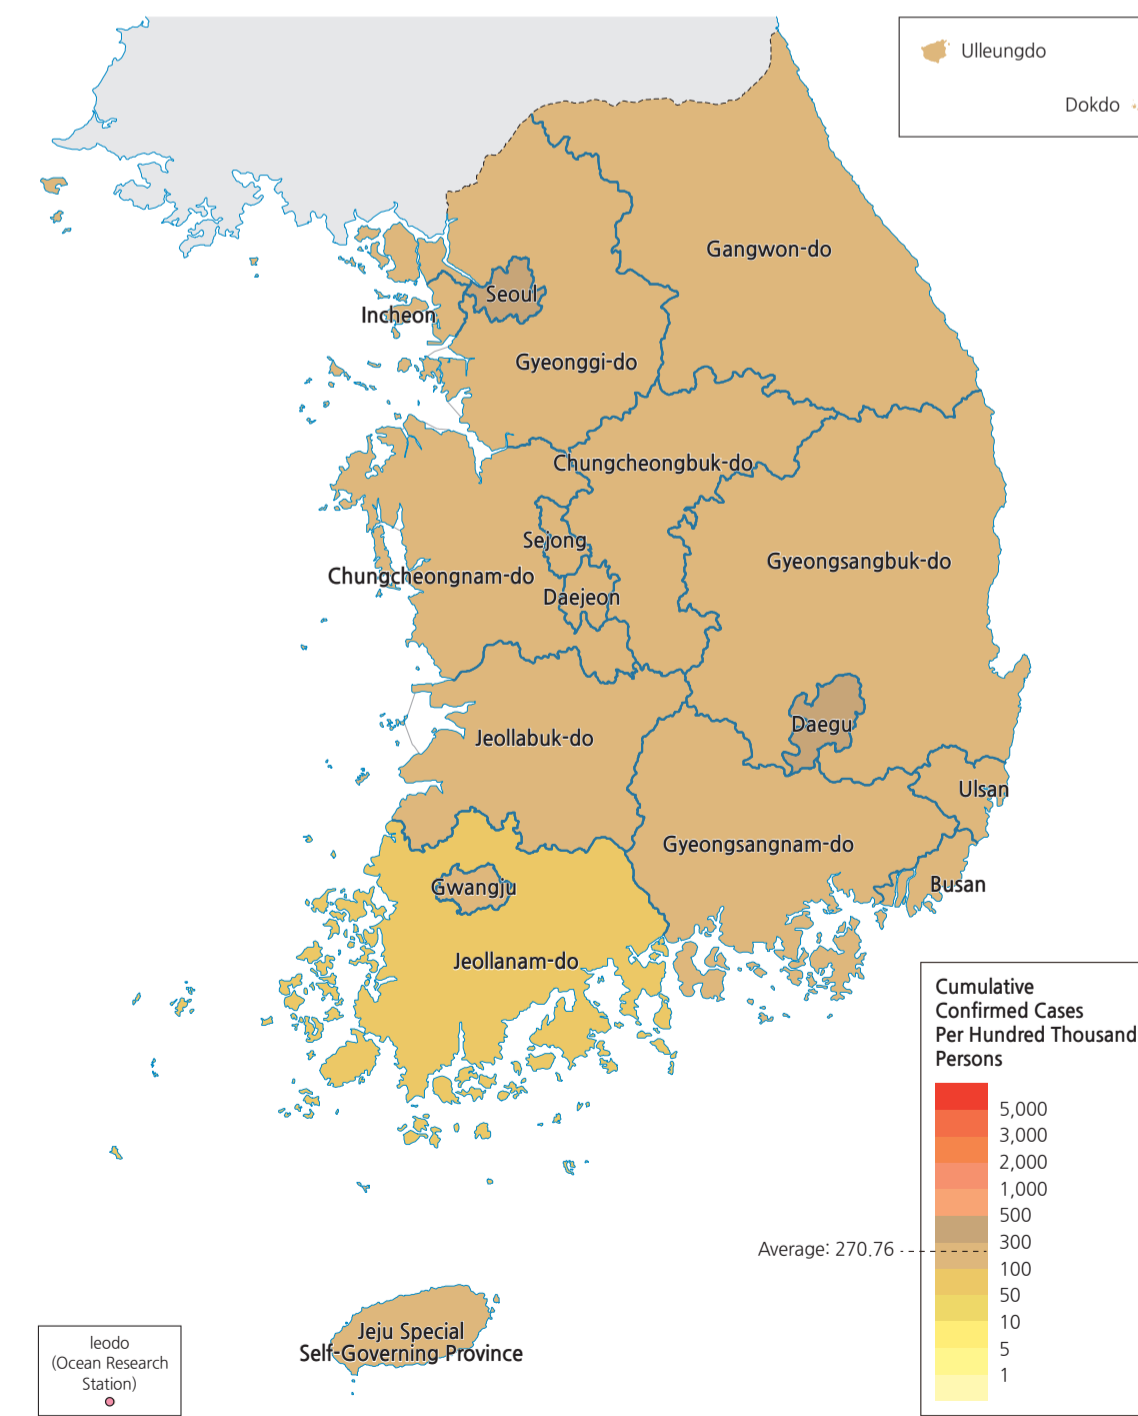 Ulleungdo
Dokdo
Gangwon-do
Seoul
Incheon
Gyeonggi-do
Chungcheongbuk-do
Sejong
Gyeongsangbuk-do
Chungcheongnam-do
Daejeon
Daegu
Jeollabuk-do
Ulsan
Gyeongsangnam-do
Busan
Gwangju
Jeollanam-do
Cumulative
Confirmed Cases
Per Hundred Thousand
Persons
5,000
3,000
2,000
1,000
500
300
Average: 270.76
100
50
10
5
1
Jeju Special
Self-Governing Province
Ieodo
(Ocean Research
Station)